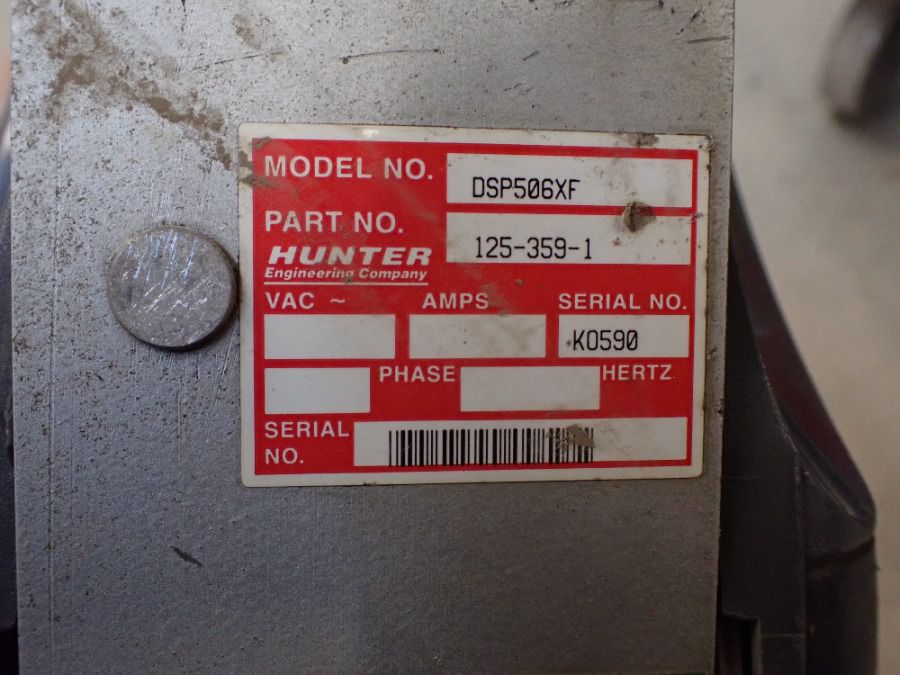 MODEL NO. DSP506XF
PART NO. 125-359-1
HUNTER
Engineering Company
VAC ~ AMPS SERIAL NO.
KO590
PHASE HERTZ
SERIAL
NO.